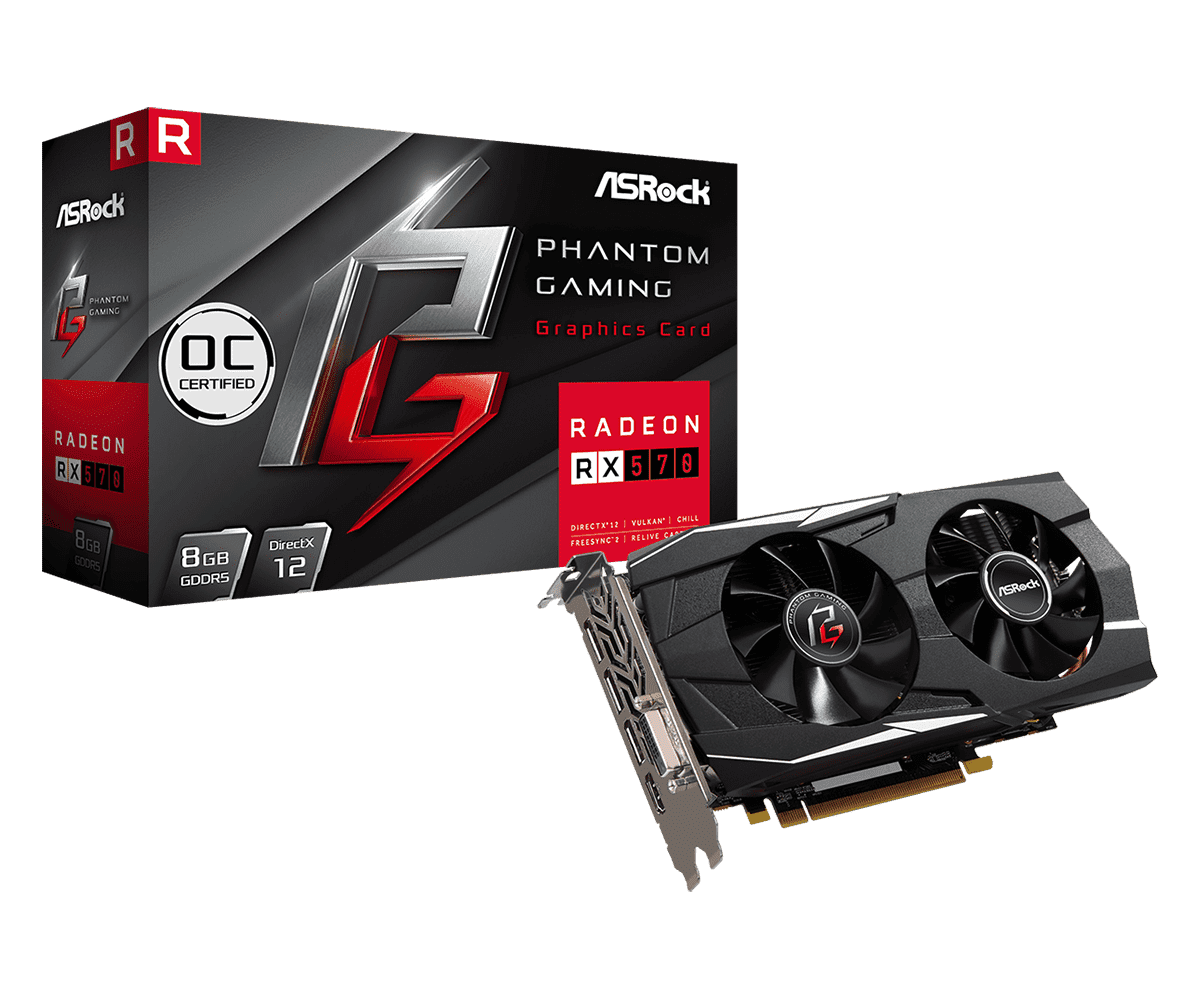 R
R
ASRock
PHANTOM
GAMING
RADEON
RX570
8GB
GDDR5
ASRock
PHANTOM
GAMING
Graphics Card
OC
CERTIFIED
RADEON
RX570
DIRECTX®12 | VULKAN® | CHILL
FREESYNC™2 | RELIVE
8GB
GDDR5
DirectX
12
PHANTOM GAMING
ASRock